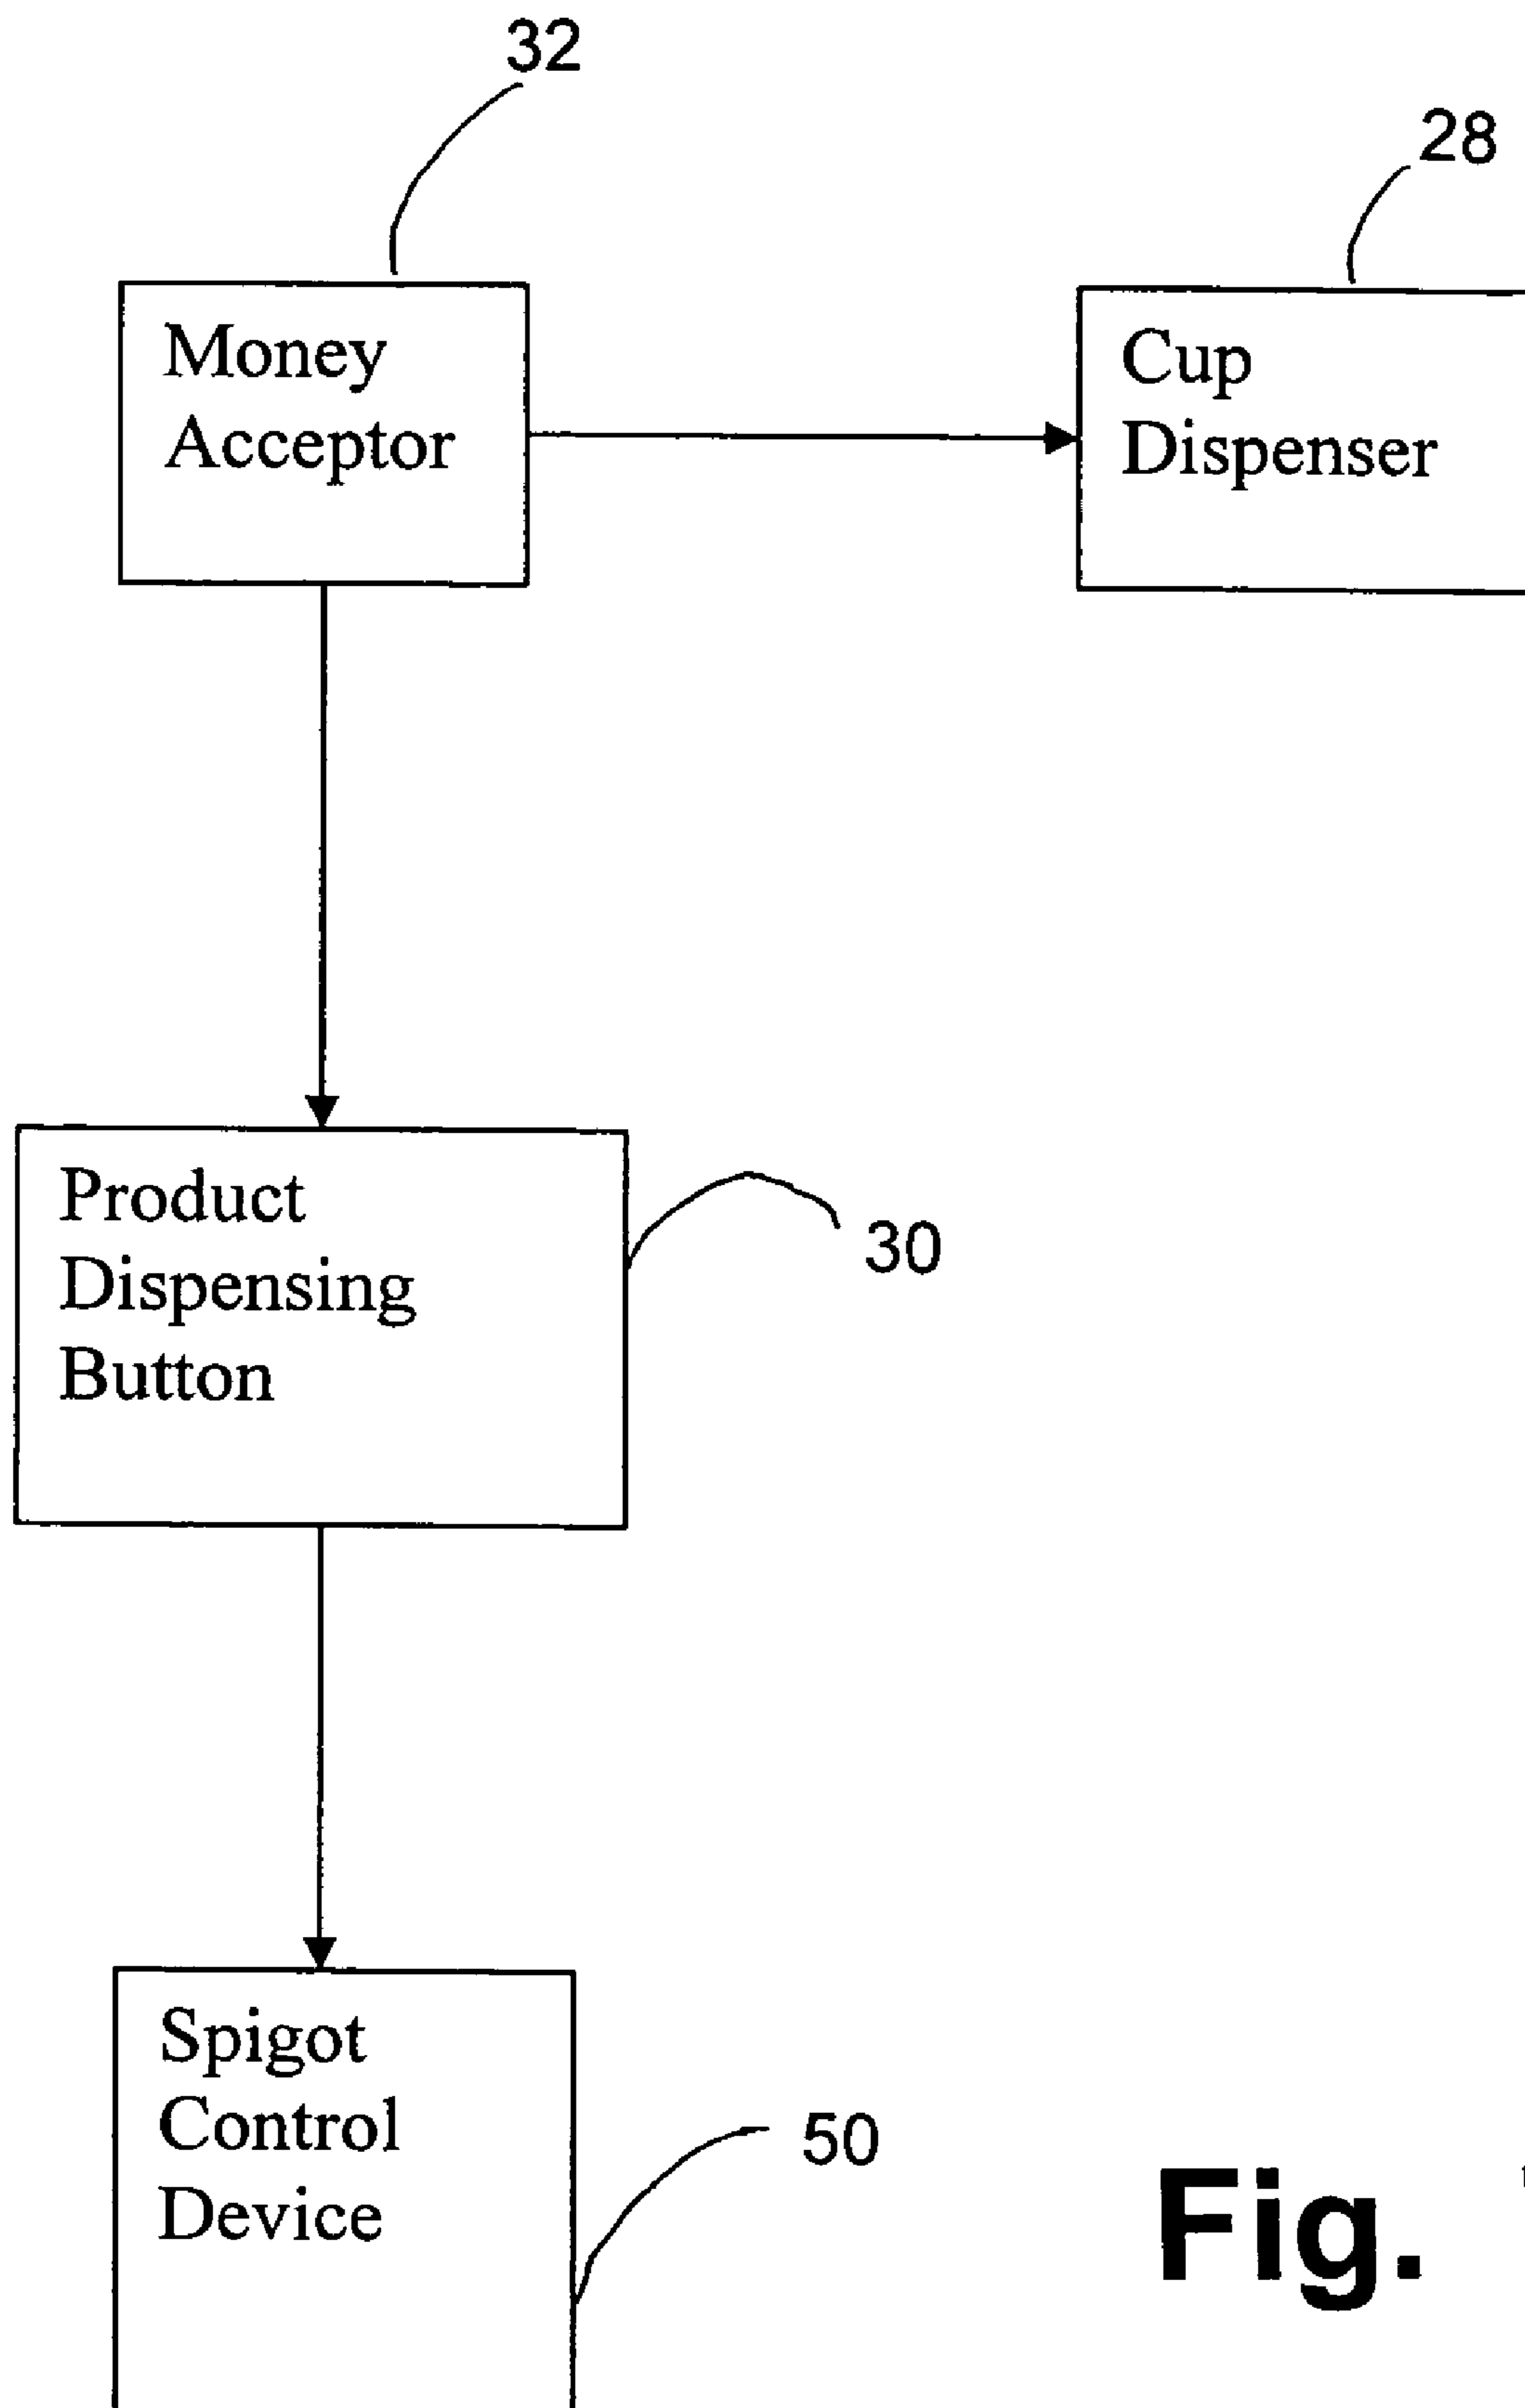 32
28
Money
Acceptor
Cup
Dispenser
Product
Dispensing
Button
30
Spigot
Control
Device
50
Fig.